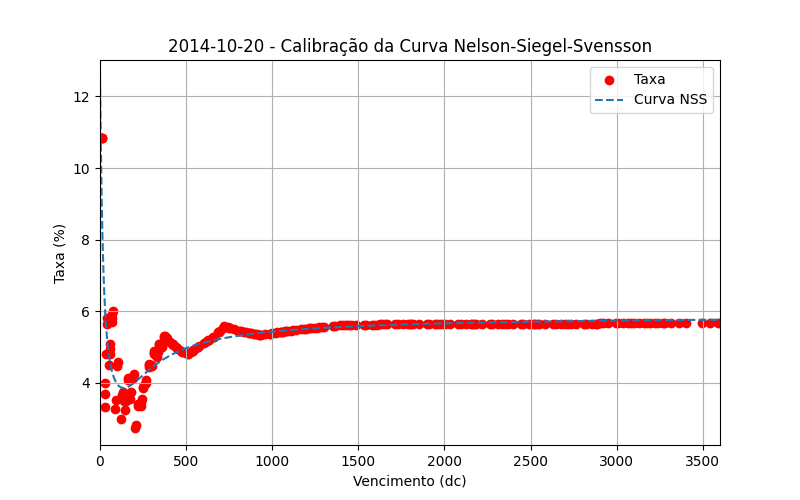 2014-10-20 - Calibração da Curva Nelson-Siegel-Svensson
Taxa
Curva NSS
Taxa (%)
12
10
8
6
4
0 500 1000 1500 2000 2500 3000 3500
Vencimento (dc)